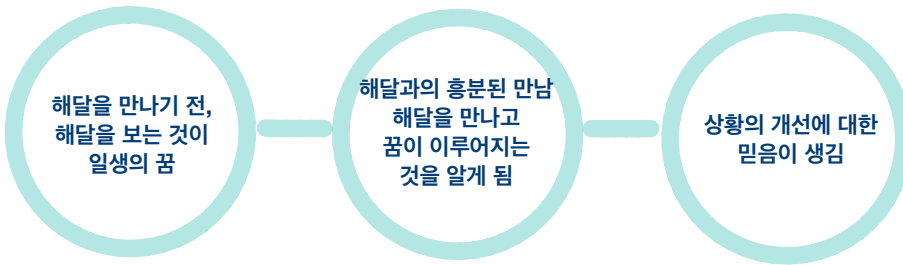 해달을 만나기 전,
해달을 보는 것이
일생의 꿈
해달과의 흥분된 만남
해달을 만나고
꿈이 이루어지는
것을 알게 됨
상황의 개선에 대한
믿음이 생김